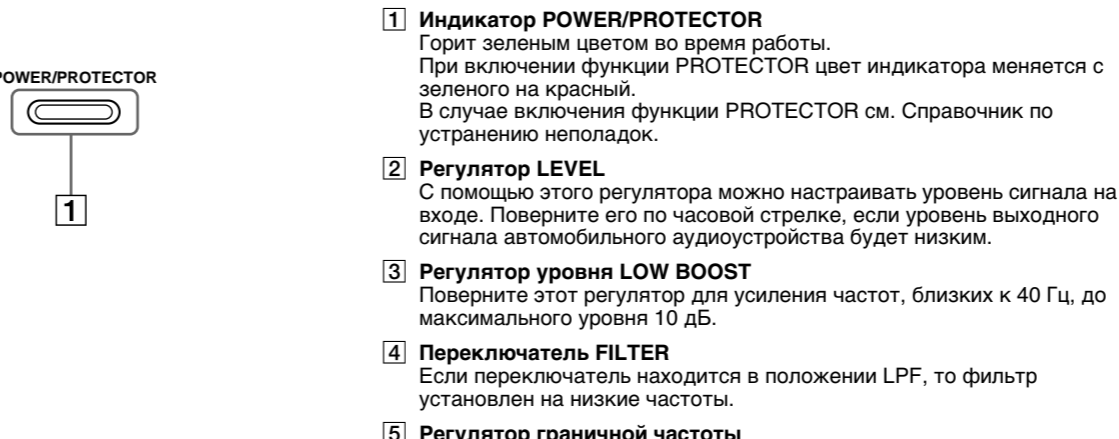 POWER/PROTECTOR
1
1 Индикатор POWER/PROTECTOR
Горит зеленым цветом во время работы.
При включении функции PROTECTOR цвет индикатора меняется с
зеленого на красный.
В случае включения функции PROTECTOR см. Справочник по
устранению неполадок.
2 Регулятор LEVEL
С помощью этого регулятора можно настраивать уровень сигнала на
входе. Поверните его по часовой стрелке, если уровень выходного
сигнала автомобильного аудиоустройства будет низким.
3 Регулятор уровня LOW BOOST
Поверните этот регулятор для усиления частот, близких к 40 Гц, до
максимального уровня 10 дБ.
4 Переключатель FILTER
Если переключатель находится в положении LPF, то фильтр
установлен на низкие частоты.
5 Регулятор граничной частоты